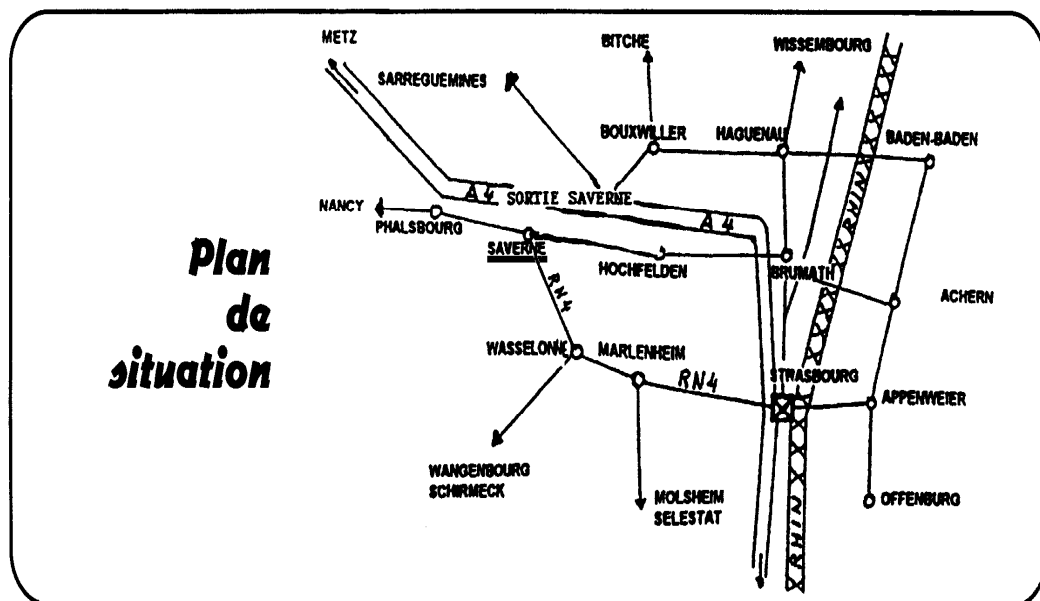 METZ
BITCHE
WISSEMBOURG
SARREGUEMINES
BOUXWILLER
HAGUENAU
BADEN-BADEN
A4
SORTIE SAVERNE
A4
RHIN
NANCY
PHALSBOURG
SAVERNE
HOCHFELDEN
BRUMATH
ACHERN
Plan
de
situation
RN4
WASSELONNE
MARLENHEIM
RN4
STRASBOURG
APPENWEIER
WANGENBOURG
SCHIRMECK
MOLSHEIM
SELESTAT
OFFENBURG
RHIN